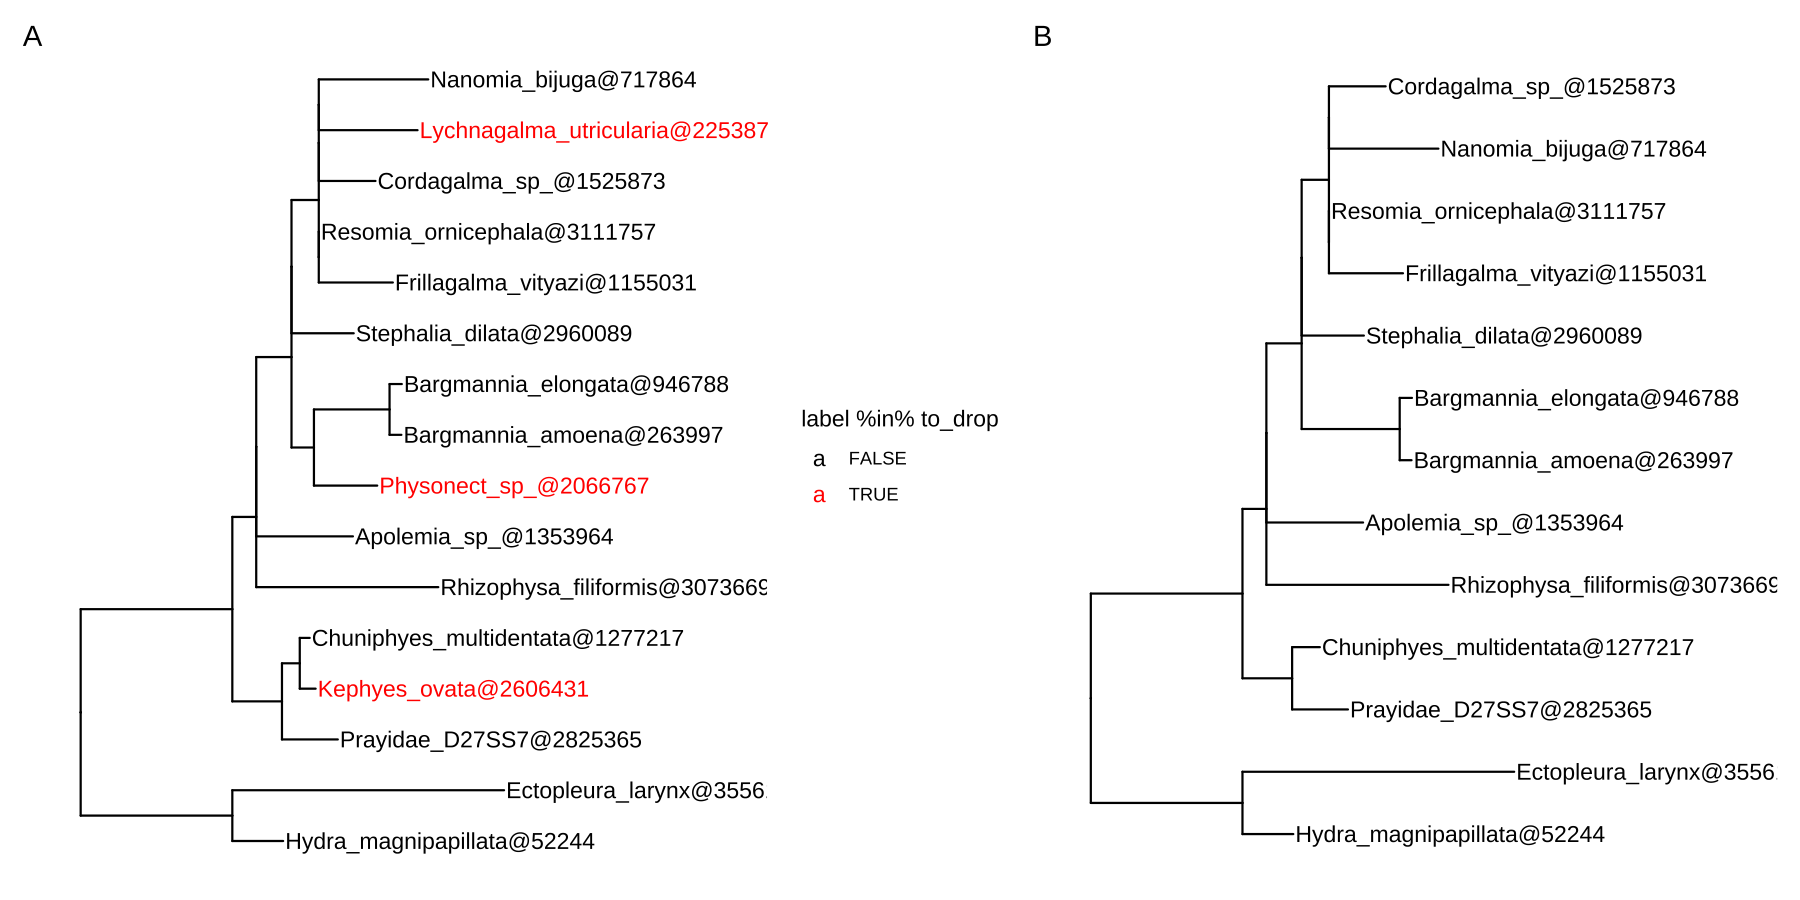 A
Nanomia_bijuga@717864
Lychnagalma_utricularia@225387
Cordagalma_sp_@1525873
Resomia_ornicephala@3111757
Frillagalma_vityazi@1155031
Stephalia_dilata@2960089
Bargmannia_elongata@946788
Bargmannia_amoena@263997
Physonect_sp_@2066767
Apolemia_sp_@1353964
Rhizophysa_filiformis@3073669
Chuniphyes_multidentata@1277217
Kephyes_ovata@2606431
Prayidae_D27SS7@2825365
Ectopleura_larynx@3556
Hydra_magnipapillata@52244
label %in% to_drop
a FALSE
a TRUE
B
Cordagalma_sp_@1525873
Nanomia_bijuga@717864
Resomia_ornicephala@3111757
Frillagalma_vityazi@1155031
Stephalia_dilata@2960089
Bargmannia_elongata@946788
Bargmannia_amoena@263997
Apolemia_sp_@1353964
Rhizophysa_filiformis@3073669
Chuniphyes_multidentata@1277217
Prayidae_D27SS7@2825365
Ectopleura_larynx@3556
Hydra_magnipapillata@52244